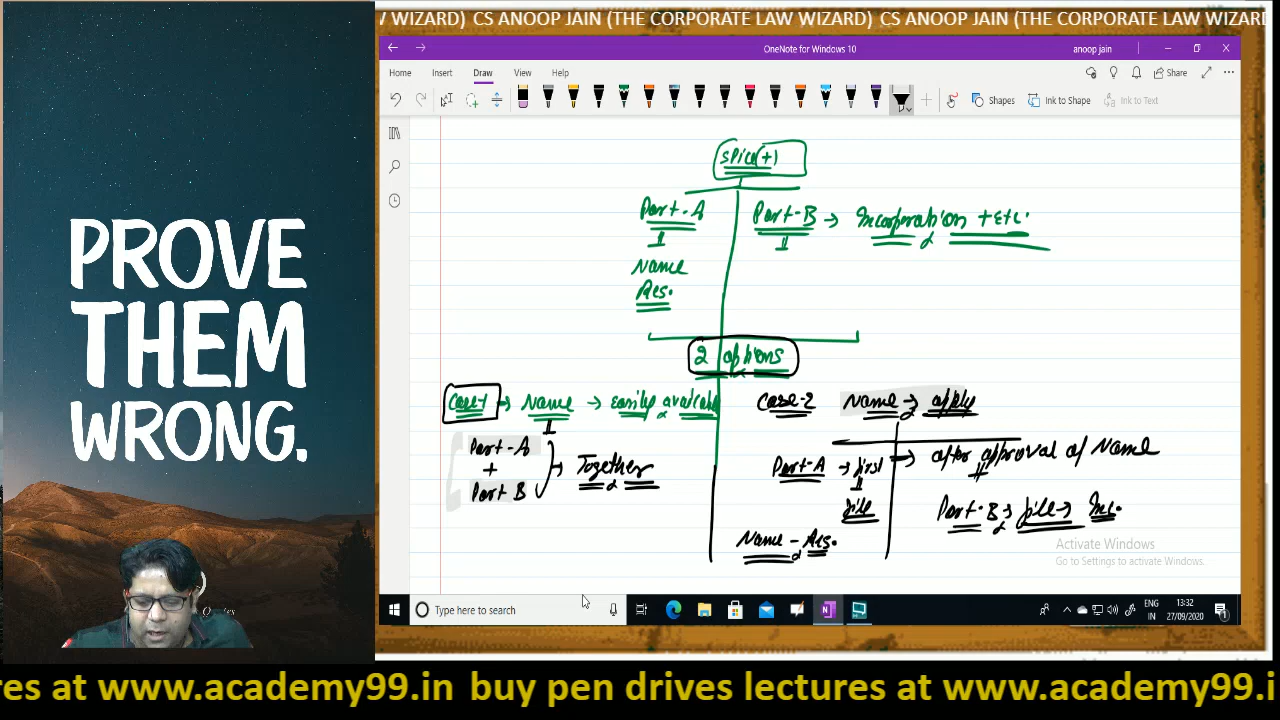 V WIZARD) CS ANOOP JAIN (THE CORPORATE LAW WIZARD) CS ANOOP JAIN (THE CORPORATE LAW WIZARD
OneNote for Windows 10
anoop jain
Home Insert Draw View Help
Share
Shapes
Ink to Shape
Ink to Text
PROVE
THEM
WRONG.
SPice(+)
Part-A
Part-B → Incorporation + Etc.
Name
Res.
2 options
Case-1 → Name → easily available
Case-2 Name → apply
Part-A
+
Part B
Together
Part-A → first
file
Name - Res.
→ after approval of Name
Part-B → file → Inc.
Activate Windows
Go to Settings to activate Windows.
Type here to search
ENG
IN
13:32
27/09/2020
res at www.academy99.in buy pen drives lectures at www.academy99.i